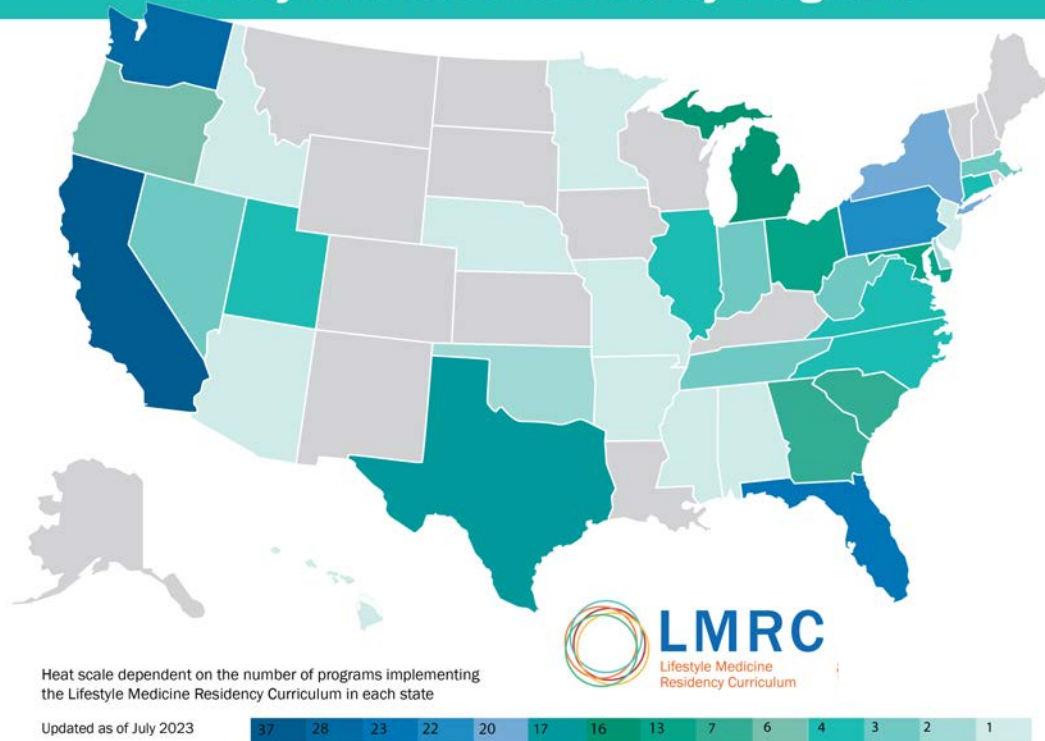 LMRC
Lifestyle Medicine
Residency Curriculum
Heat scale dependent on the number of programs implementing
the Lifestyle Medicine Residency Curriculum in each state
Updated as of July 2023
37 28 23 22 20 17 16 13 7 6 4 3 2 1